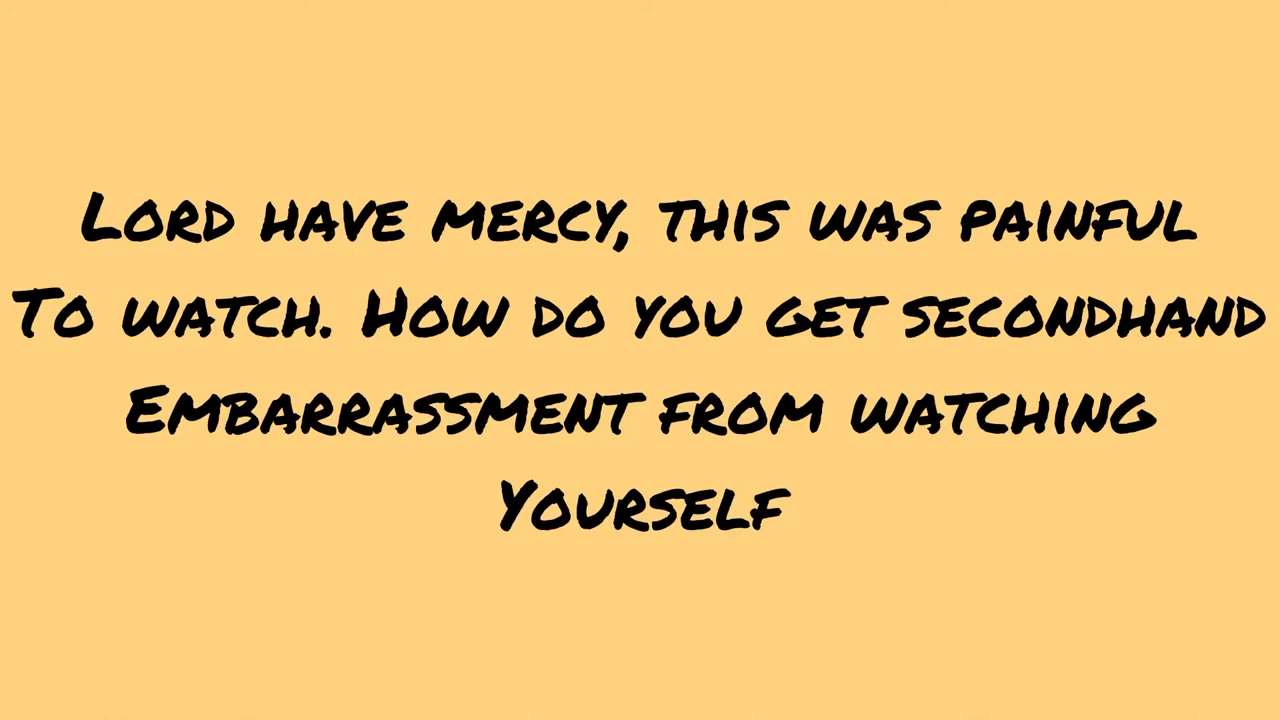 Lord have mercy, this was painful
To watch. How do you get secondhand
Embarrassment from watching
Yourself